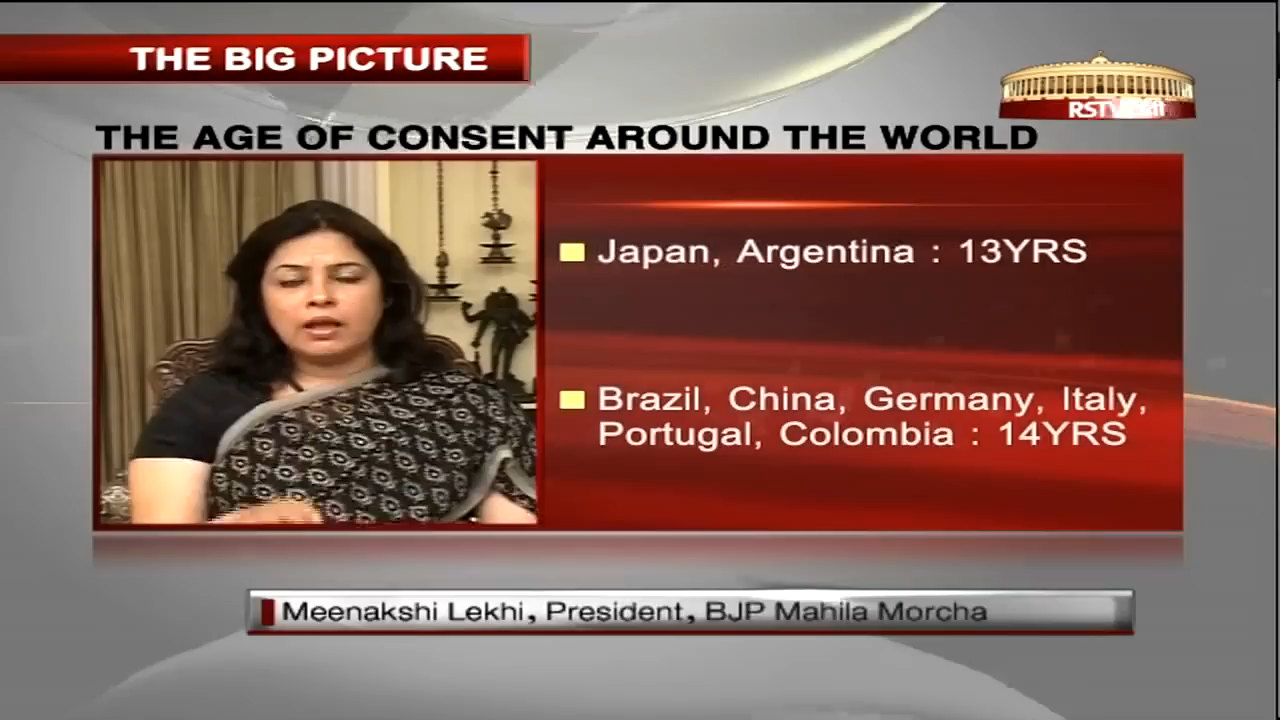 THE BIG PICTURE
RSTV
THE AGE OF CONSENT AROUND THE WORLD
Japan, Argentina : 13YRS
Brazil, China, Germany, Italy,
Portugal, Colombia : 14YRS
Meenakshi Lekhi, President, BJP Mahila Morcha